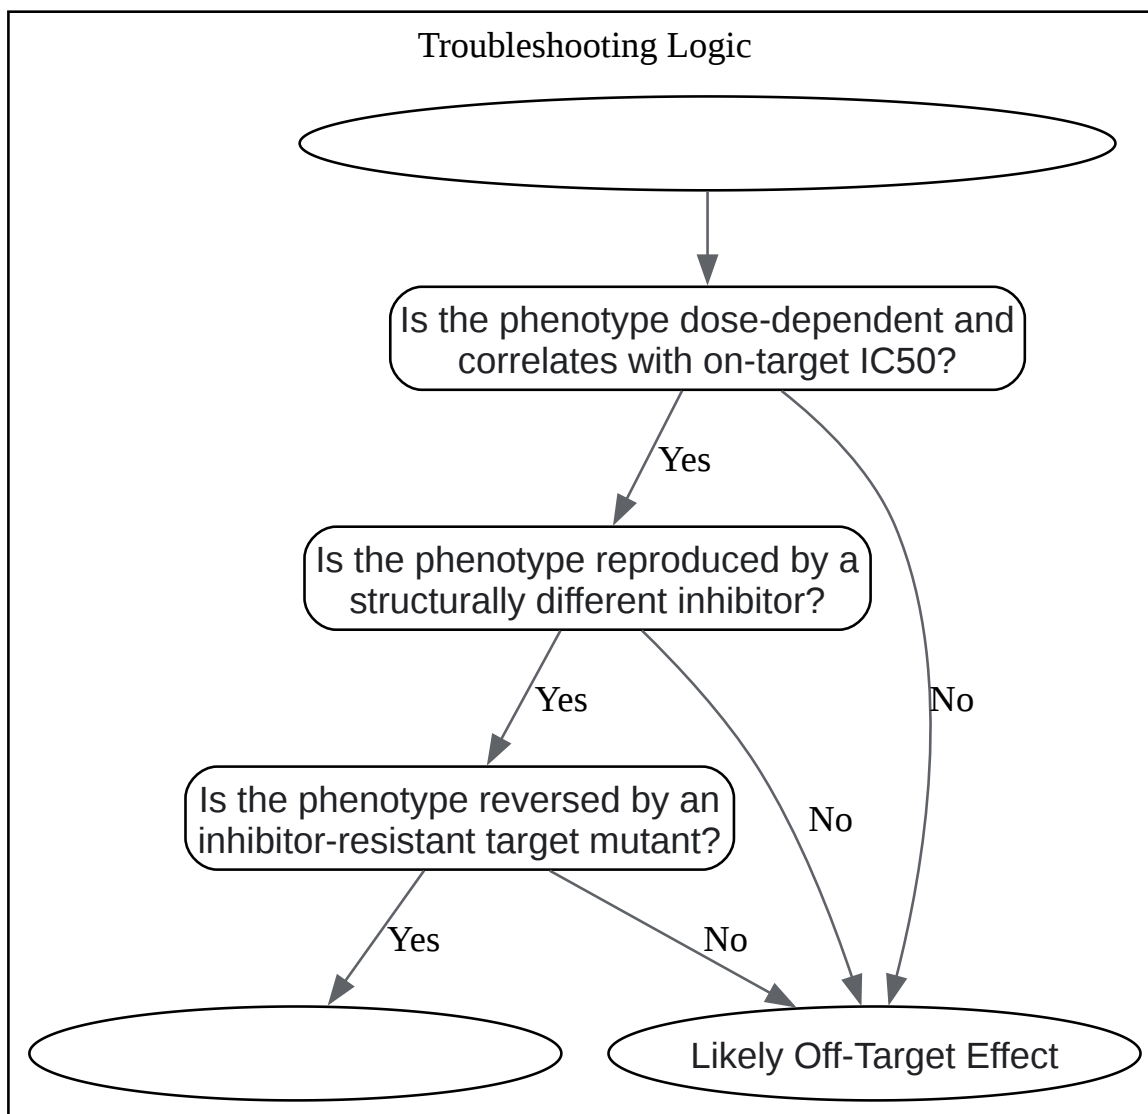 Troubleshooting Logic
Is the phenotype dose-dependent and
correlates with on-target IC50?
Yes
Is the phenotype reproduced by a
structurally different inhibitor?
Yes
No
Is the phenotype reversed by an
inhibitor-resistant target mutant?
No
Yes
No
Likely Off-Target Effect